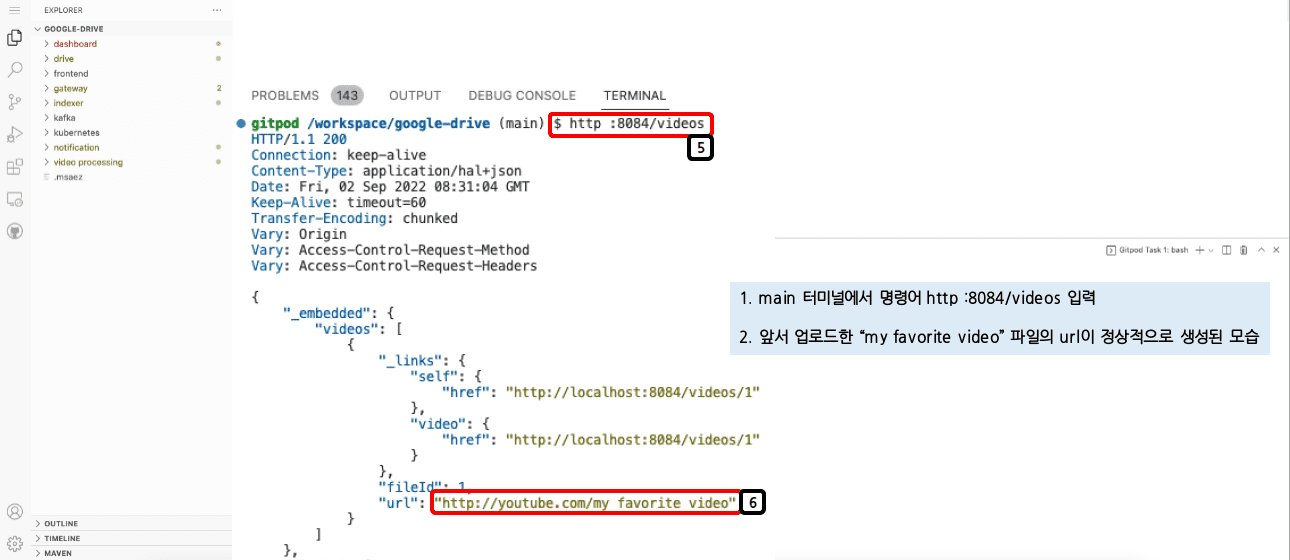 EXPLORER
GOOGLE-DRIVE
dashboard
drive
frontend
gateway 2
indexer
kafka
kubernetes
notification
video processing
.msaez
OUTLINE
TIMELINE
MAVEN
PROBLEMS 143 OUTPUT DEBUG CONSOLE TERMINAL
gitpod /workspace/google-drive (main) $ http :8084/videos
5
HTTP/1.1 200
Connection: keep-alive
Content-Type: application/hal+json
Date: Fri, 02 Sep 2022 08:31:04 GMT
Keep-Alive: timeout=60
Transfer-Encoding: chunked
Vary: Origin
Vary: Access-Control-Request-Method
Vary: Access-Control-Request-Headers
{
"_embedded": {
"videos": [
{
"_links": {
"self": {
"href": "http://localhost:8084/videos/1"
},
"video": {
"href": "http://localhost:8084/videos/1"
}
},
"fileId": 1,
"url": "http://youtube.com/my favorite video" 6
}
]
},
Gitpod Task 1: bash
1. main 터미널에서 명령어 http :8084/videos 입력
2. 앞서 업로드한 “my favorite video” 파일의 url이 정상적으로 생성된 모습